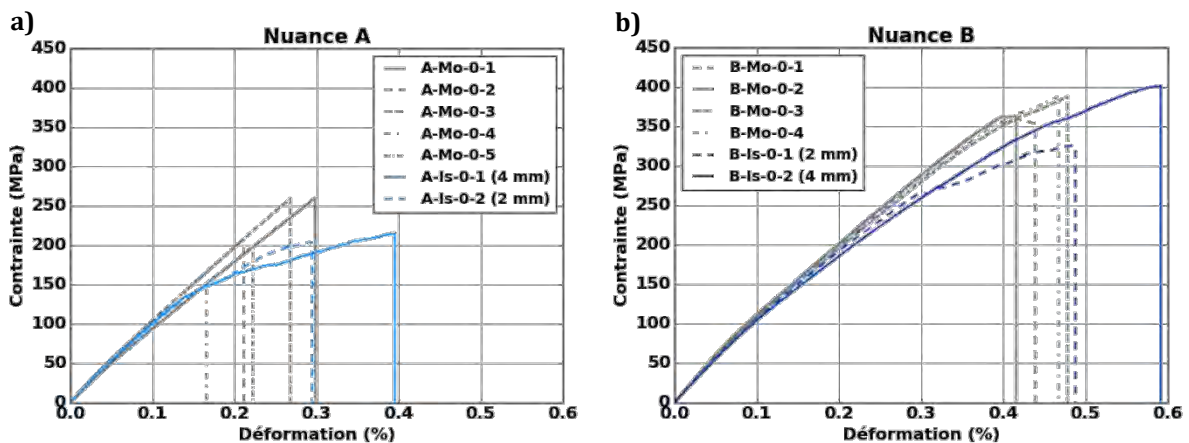 a)
Nuance A
450
400
350
300
250
200
150
100
50
0
0.0 0.1 0.2 0.3 0.4 0.5 0.6
Contrainte (MPa)
Déformation (%)
A-Mo-0-1
A-Mo-0-2
A-Mo-0-3
A-Mo-0-4
A-Mo-0-5
A-Is-0-1 (4 mm)
A-Is-0-2 (2 mm)
b)
Nuance B
450
400
350
300
250
200
150
100
50
0
0.0 0.1 0.2 0.3 0.4 0.5 0.6
Contrainte (MPa)
Déformation (%)
B-Mo-0-1
B-Mo-0-2
B-Mo-0-3
B-Mo-0-4
B-Is-0-1 (2 mm)
B-Is-0-2 (4 mm)